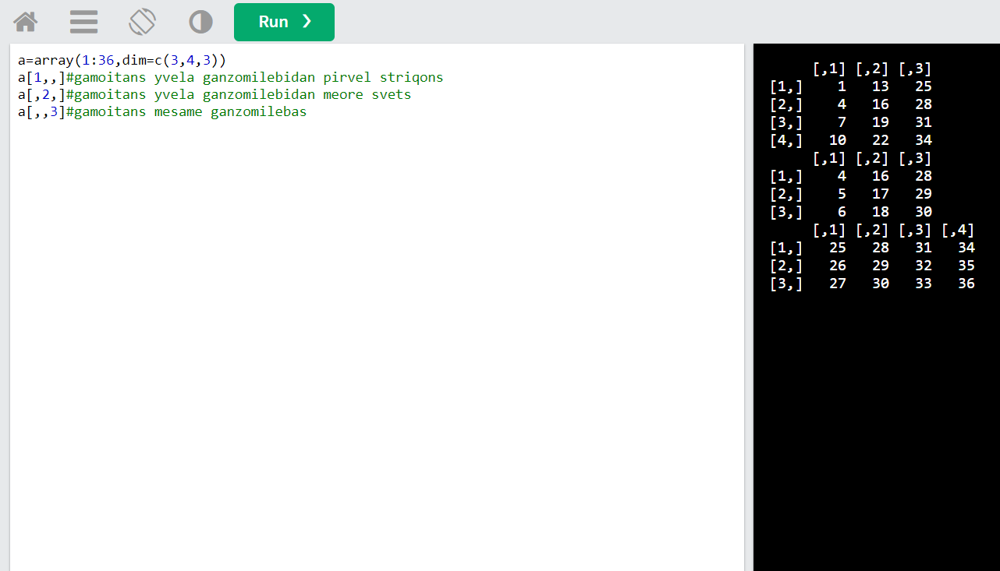 Run ❯
a=array(1:36,dim=c(3,4,3))
a[1,,]#gamoitans yvela ganzomilebidan pirvel striqons
a[,2,]#gamoitans yvela ganzomilebidan meore svets
a[,,3]#gamoitans mesame ganzomilebas
[,1] [,2] [,3]
[1,] 1 13 25
[2,] 4 16 28
[3,] 7 19 31
[4,] 10 22 34
[,1] [,2] [,3]
[1,] 4 16 28
[2,] 5 17 29
[3,] 6 18 30
[,1] [,2] [,3] [,4]
[1,] 25 28 31 34
[2,] 26 29 32 35
[3,] 27 30 33 36